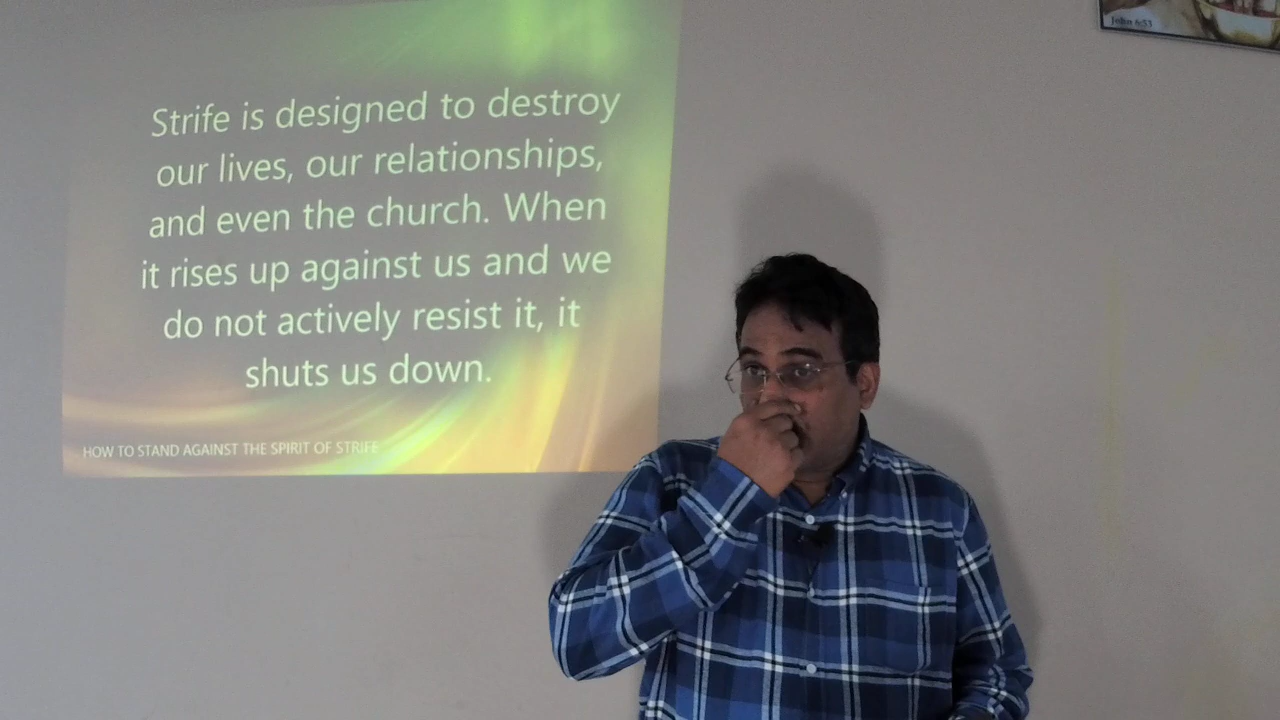 Strife is designed to destroy
our lives, our relationships,
and even the church. When
it rises up against us and we
do not actively resist it, it
shuts us down.
HOW TO STAND AGAINST THE SPIRIT OF STRIFE
John 6:53